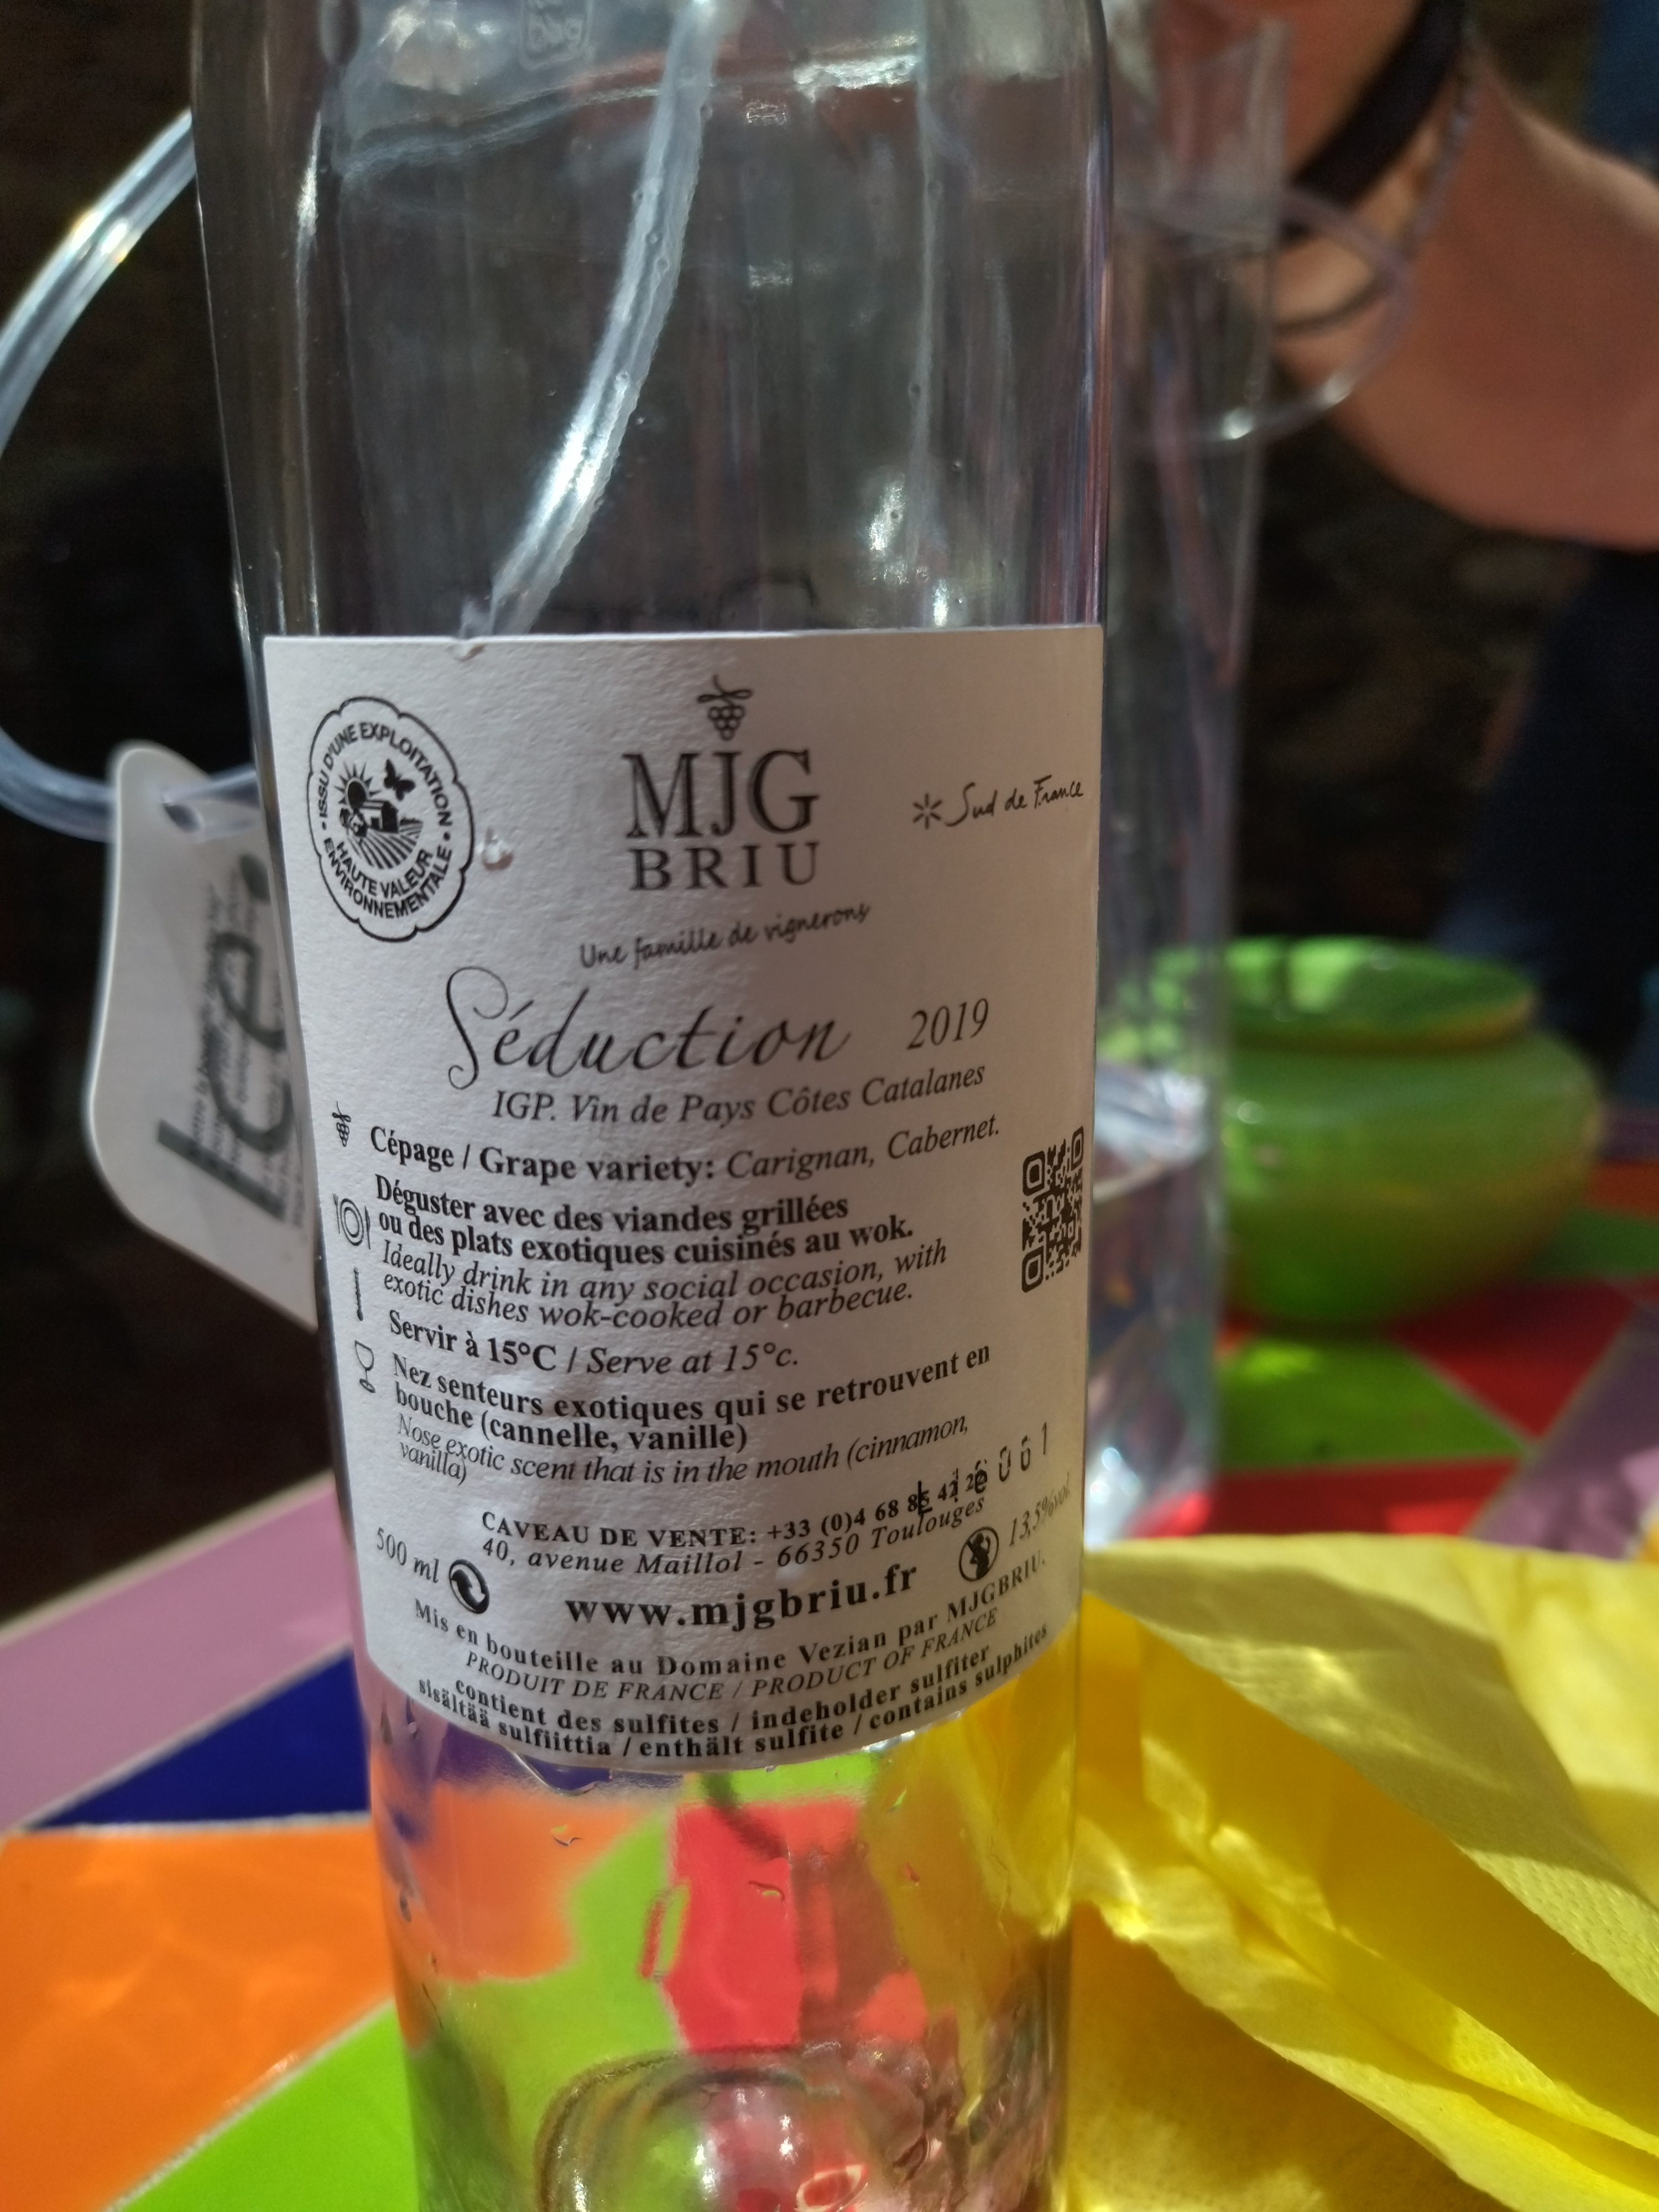 ISSU D'UNE EXPLOITATION
HAUTE VALEUR
ENVIRONNEMENTALE
MJG
BRIU
Sud de France
Une famille de vignerons
Séduction 2019
IGP. Vin de Pays Côtes Catalanes
Cépage / Grape variety: Carignan, Cabernet.
Déguster avec des viandes grillées
ou des plats exotiques cuisinés au wok.
Ideally drink in any social occasion, with
exotic dishes wok-cooked or barbecue.
Servir à 15°C / Serve at 15°c.
Nez senteurs exotiques qui se retrouvent en
bouche (cannelle, vanille)
Nose exotic scent that is in the mouth (cinnamon,
vanilla)
CAVEAU DE VENTE: +33 (0)4 68
40, avenue Maillol - 66350 Toulouges
500 ml
13,5%vol.
www.mjgbriu.fr
Mis en bouteille au Domaine Vezian par MJGBRIU.
PRODUIT DE FRANCE / PRODUCT OF FRANCE
contient des sulfites / indeholder sulfiter
sisältää sulfiittia / enthält sulfite / contains sulphites